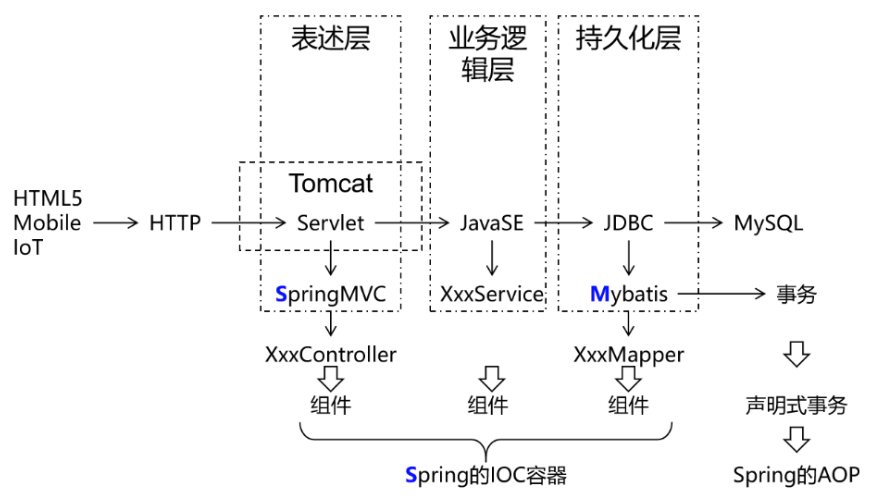 表述层
业务逻
辑层
持久化层
Tomcat
HTML5
Mobile
IoT
HTTP
Servlet
JavaSE
JDBC
MySQL
SpringMVC
XxxService
Mybatis
事务
XxxController
XxxMapper
组件
组件
组件
声明式事务
Spring的IOC容器
Spring的AOP